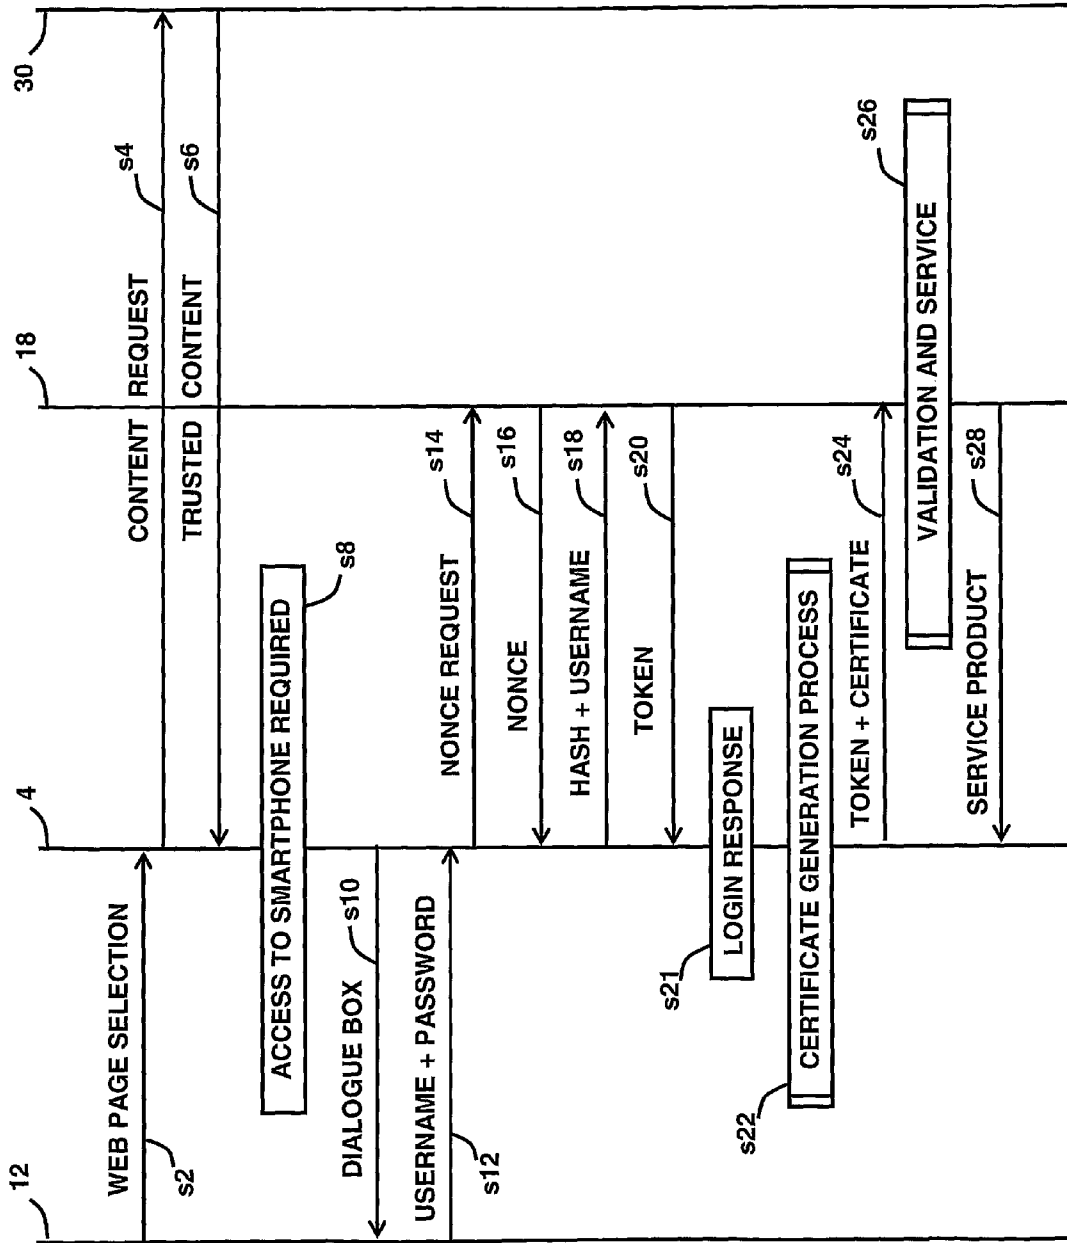 12
4
18
30
WEB PAGE SELECTION
s2
CONTENT REQUEST
s4
TRUSTED CONTENT
s6
ACCESS TO SMARTPHONE REQUIRED
s8
DIALOGUE BOX
s10
USERNAME + PASSWORD
s12
NONCE REQUEST
s14
NONCE
s16
HASH + USERNAME
s18
TOKEN
s20
LOGIN RESPONSE
s21
CERTIFICATE GENERATION PROCESS
s22
TOKEN + CERTIFICATE
s24
VALIDATION AND SERVICE
s26
SERVICE PRODUCT
s28